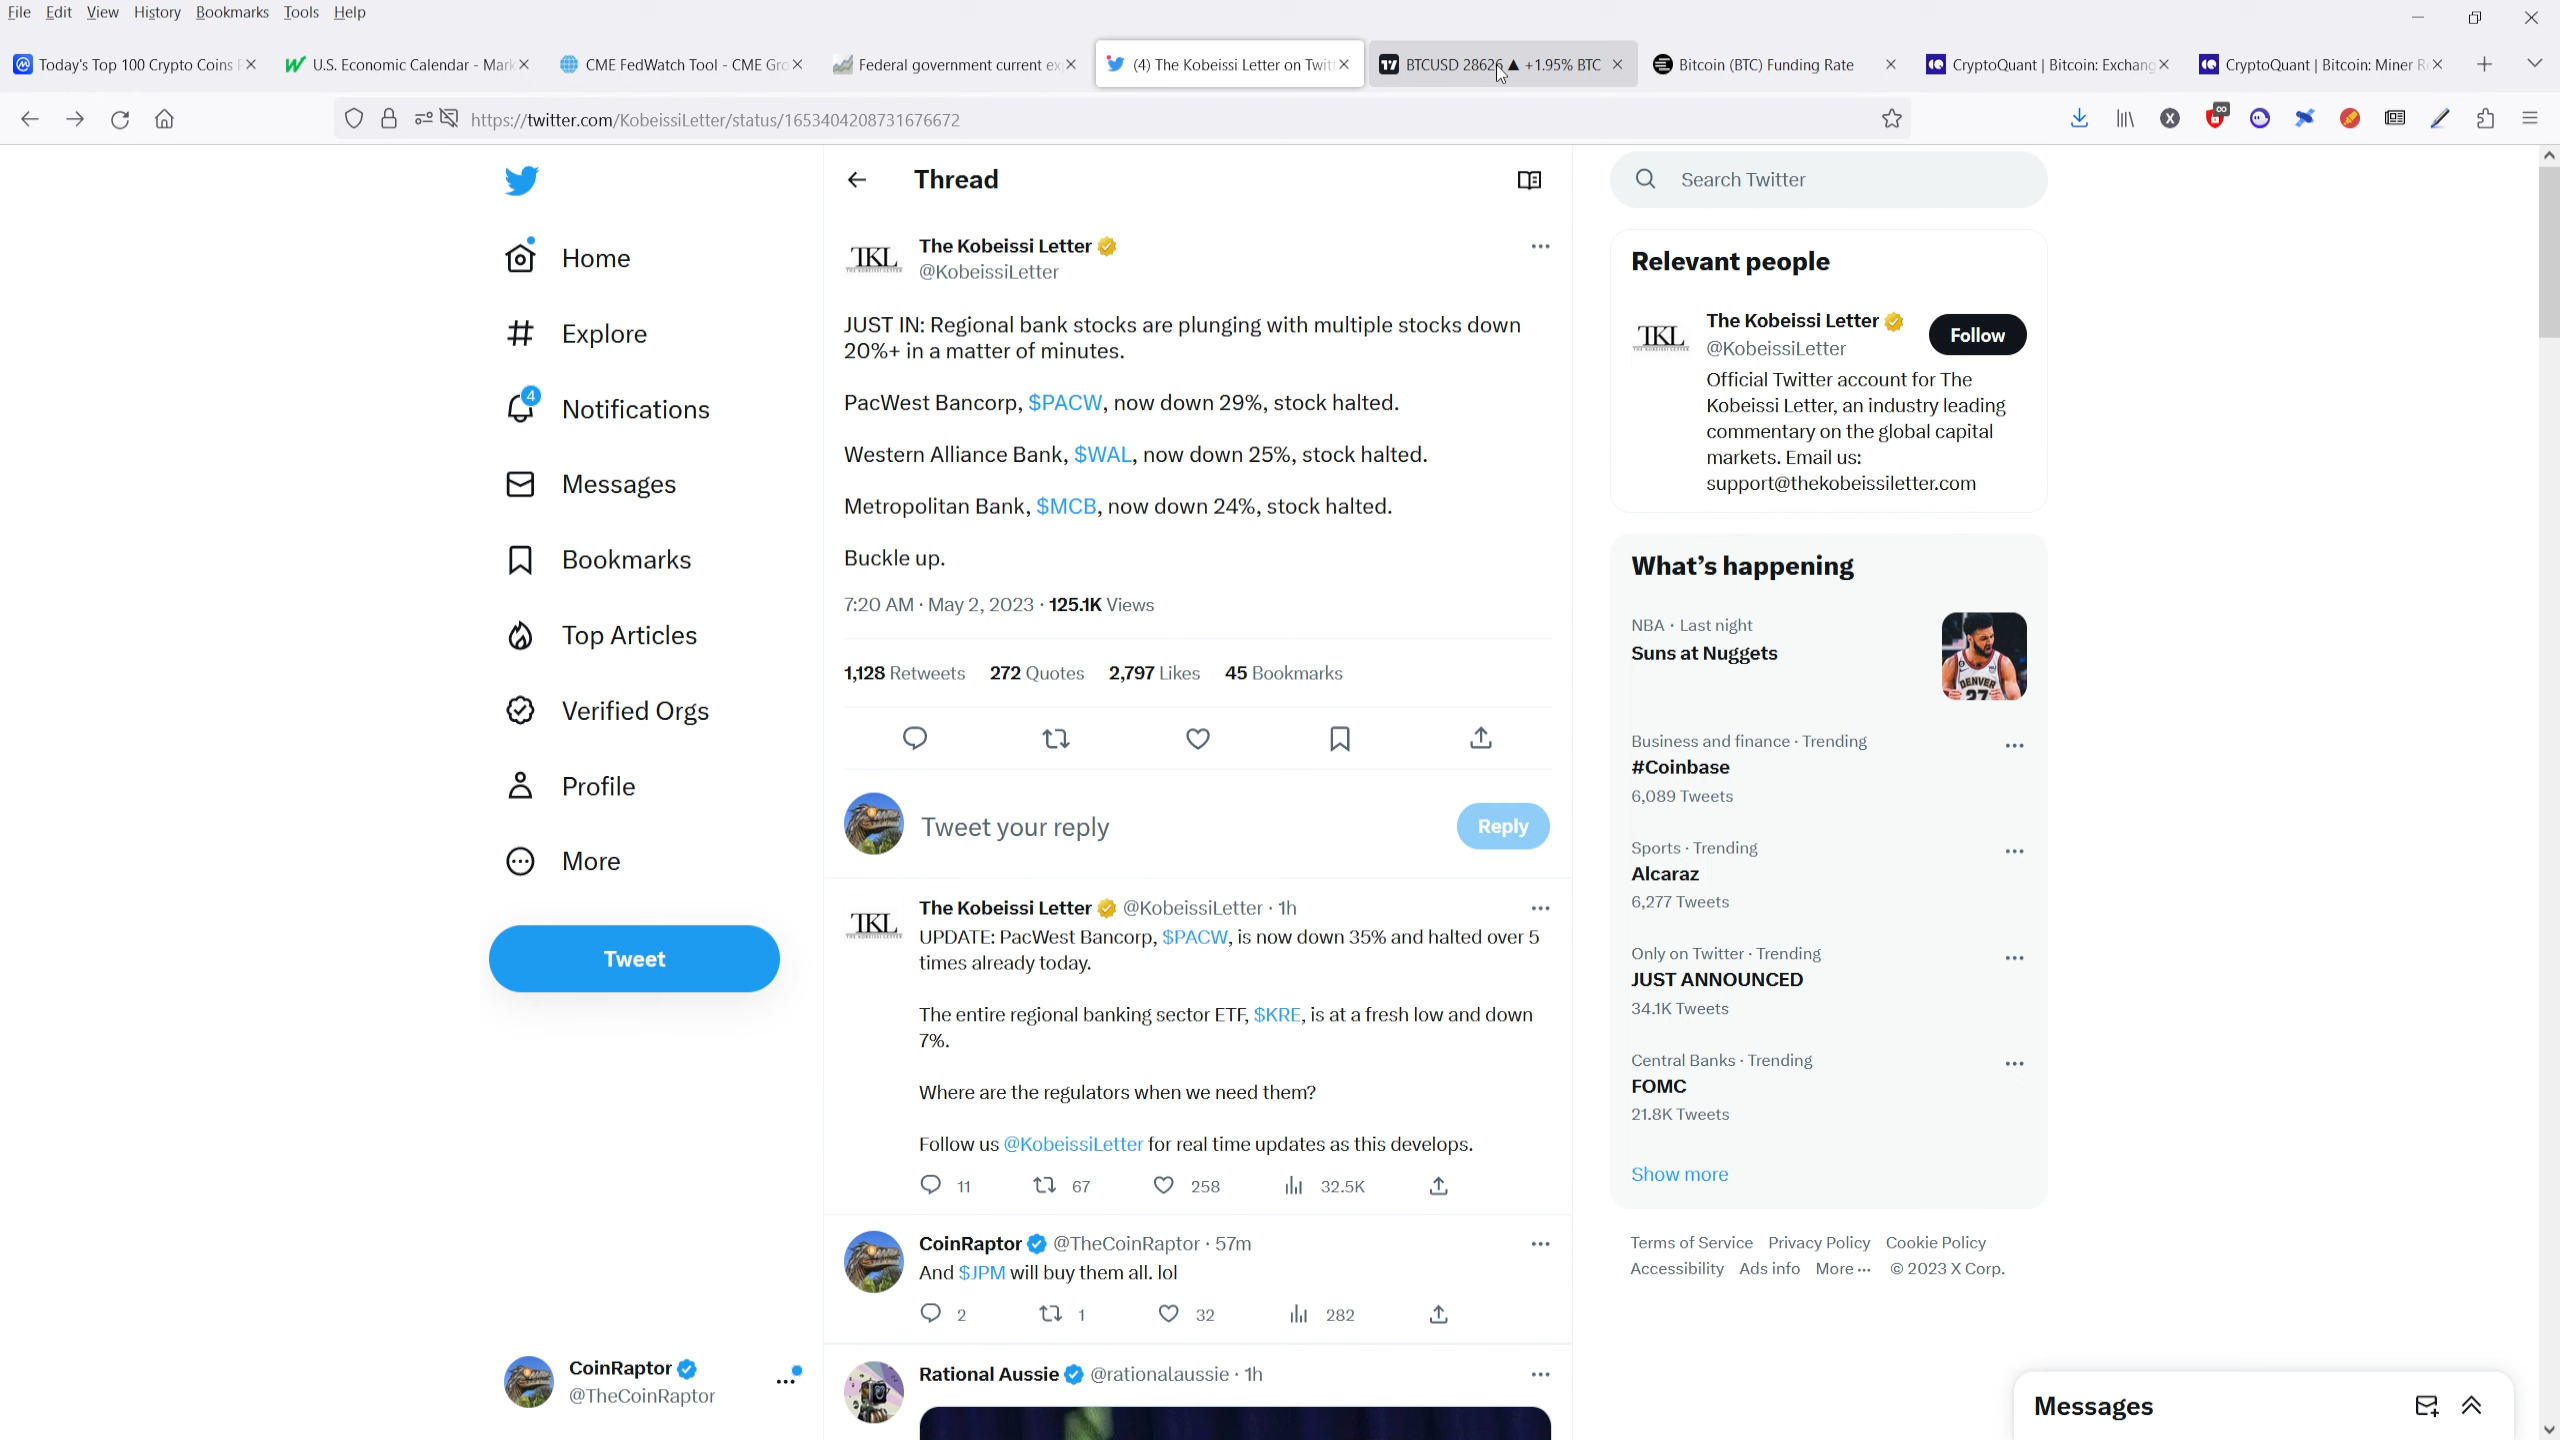 File Edit View History Bookmarks Tools Help
Today's Top 100 Crypto Coins
U.S. Economic Calendar - Mark
CME FedWatch Tool - CME Gro
Federal government current ex
(4) The Kobeissi Letter on Twitt
BTCUSD 28626 ▲ +1.95% BTC
Bitcoin (BTC) Funding Rate
CryptoQuant | Bitcoin: Exchang
CryptoQuant | Bitcoin: Miner R
https://twitter.com/KobeissiLetter/status/1653404208731676672
Home
Explore
4
Notifications
Messages
Bookmarks
Top Articles
Verified Orgs
Profile
More
Tweet
CoinRaptor
@TheCoinRaptor
Thread
TKL
The Kobeissi Letter
@KobeissiLetter
JUST IN: Regional bank stocks are plunging with multiple stocks down
20%+ in a matter of minutes.
PacWest Bancorp, $PACW, now down 29%, stock halted.
Western Alliance Bank, $WAL, now down 25%, stock halted.
Metropolitan Bank, $MCB, now down 24%, stock halted.
Buckle up.
7:20 AM · May 2, 2023 · 125.1K Views
1,128 Retweets 272 Quotes 2,797 Likes 45 Bookmarks
Tweet your reply
Reply
TKL
The Kobeissi Letter @KobeissiLetter · 1h
UPDATE: PacWest Bancorp, $PACW, is now down 35% and halted over 5
times already today.
The entire regional banking sector ETF, $KRE, is at a fresh low and down
7%.
Where are the regulators when we need them?
Follow us @KobeissiLetter for real time updates as this develops.
11 67 258 32.5K
CoinRaptor @TheCoinRaptor · 57m
And $JPM will buy them all. lol
2 1 32 282
Rational Aussie @rationalaussie · 1h
Search Twitter
Relevant people
TKL
The Kobeissi Letter
@KobeissiLetter
Follow
Official Twitter account for The
Kobeissi Letter, an industry leading
commentary on the global capital
markets. Email us:
support@thekobeissiletter.com
What's happening
NBA · Last night
Suns at Nuggets
DENVER
27
Business and finance · Trending
#Coinbase
6,089 Tweets
Sports · Trending
Alcaraz
6,277 Tweets
Only on Twitter · Trending
JUST ANNOUNCED
34.1K Tweets
Central Banks · Trending
FOMC
21.8K Tweets
Show more
Terms of Service Privacy Policy Cookie Policy
Accessibility Ads info More ··· © 2023 X Corp.
Messages